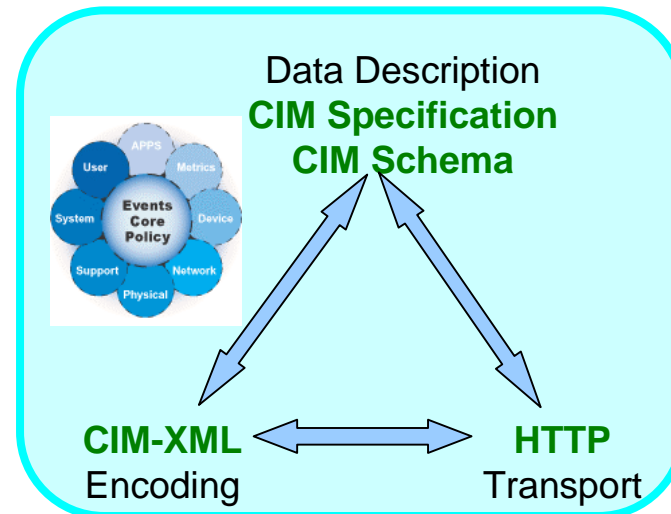 Data Description
CIM Specification
CIM Schema
APPS
User
Metrics
Events
Core
Policy
System
Device
Support
Network
Physical
CIM-XML
Encoding
HTTP
Transport